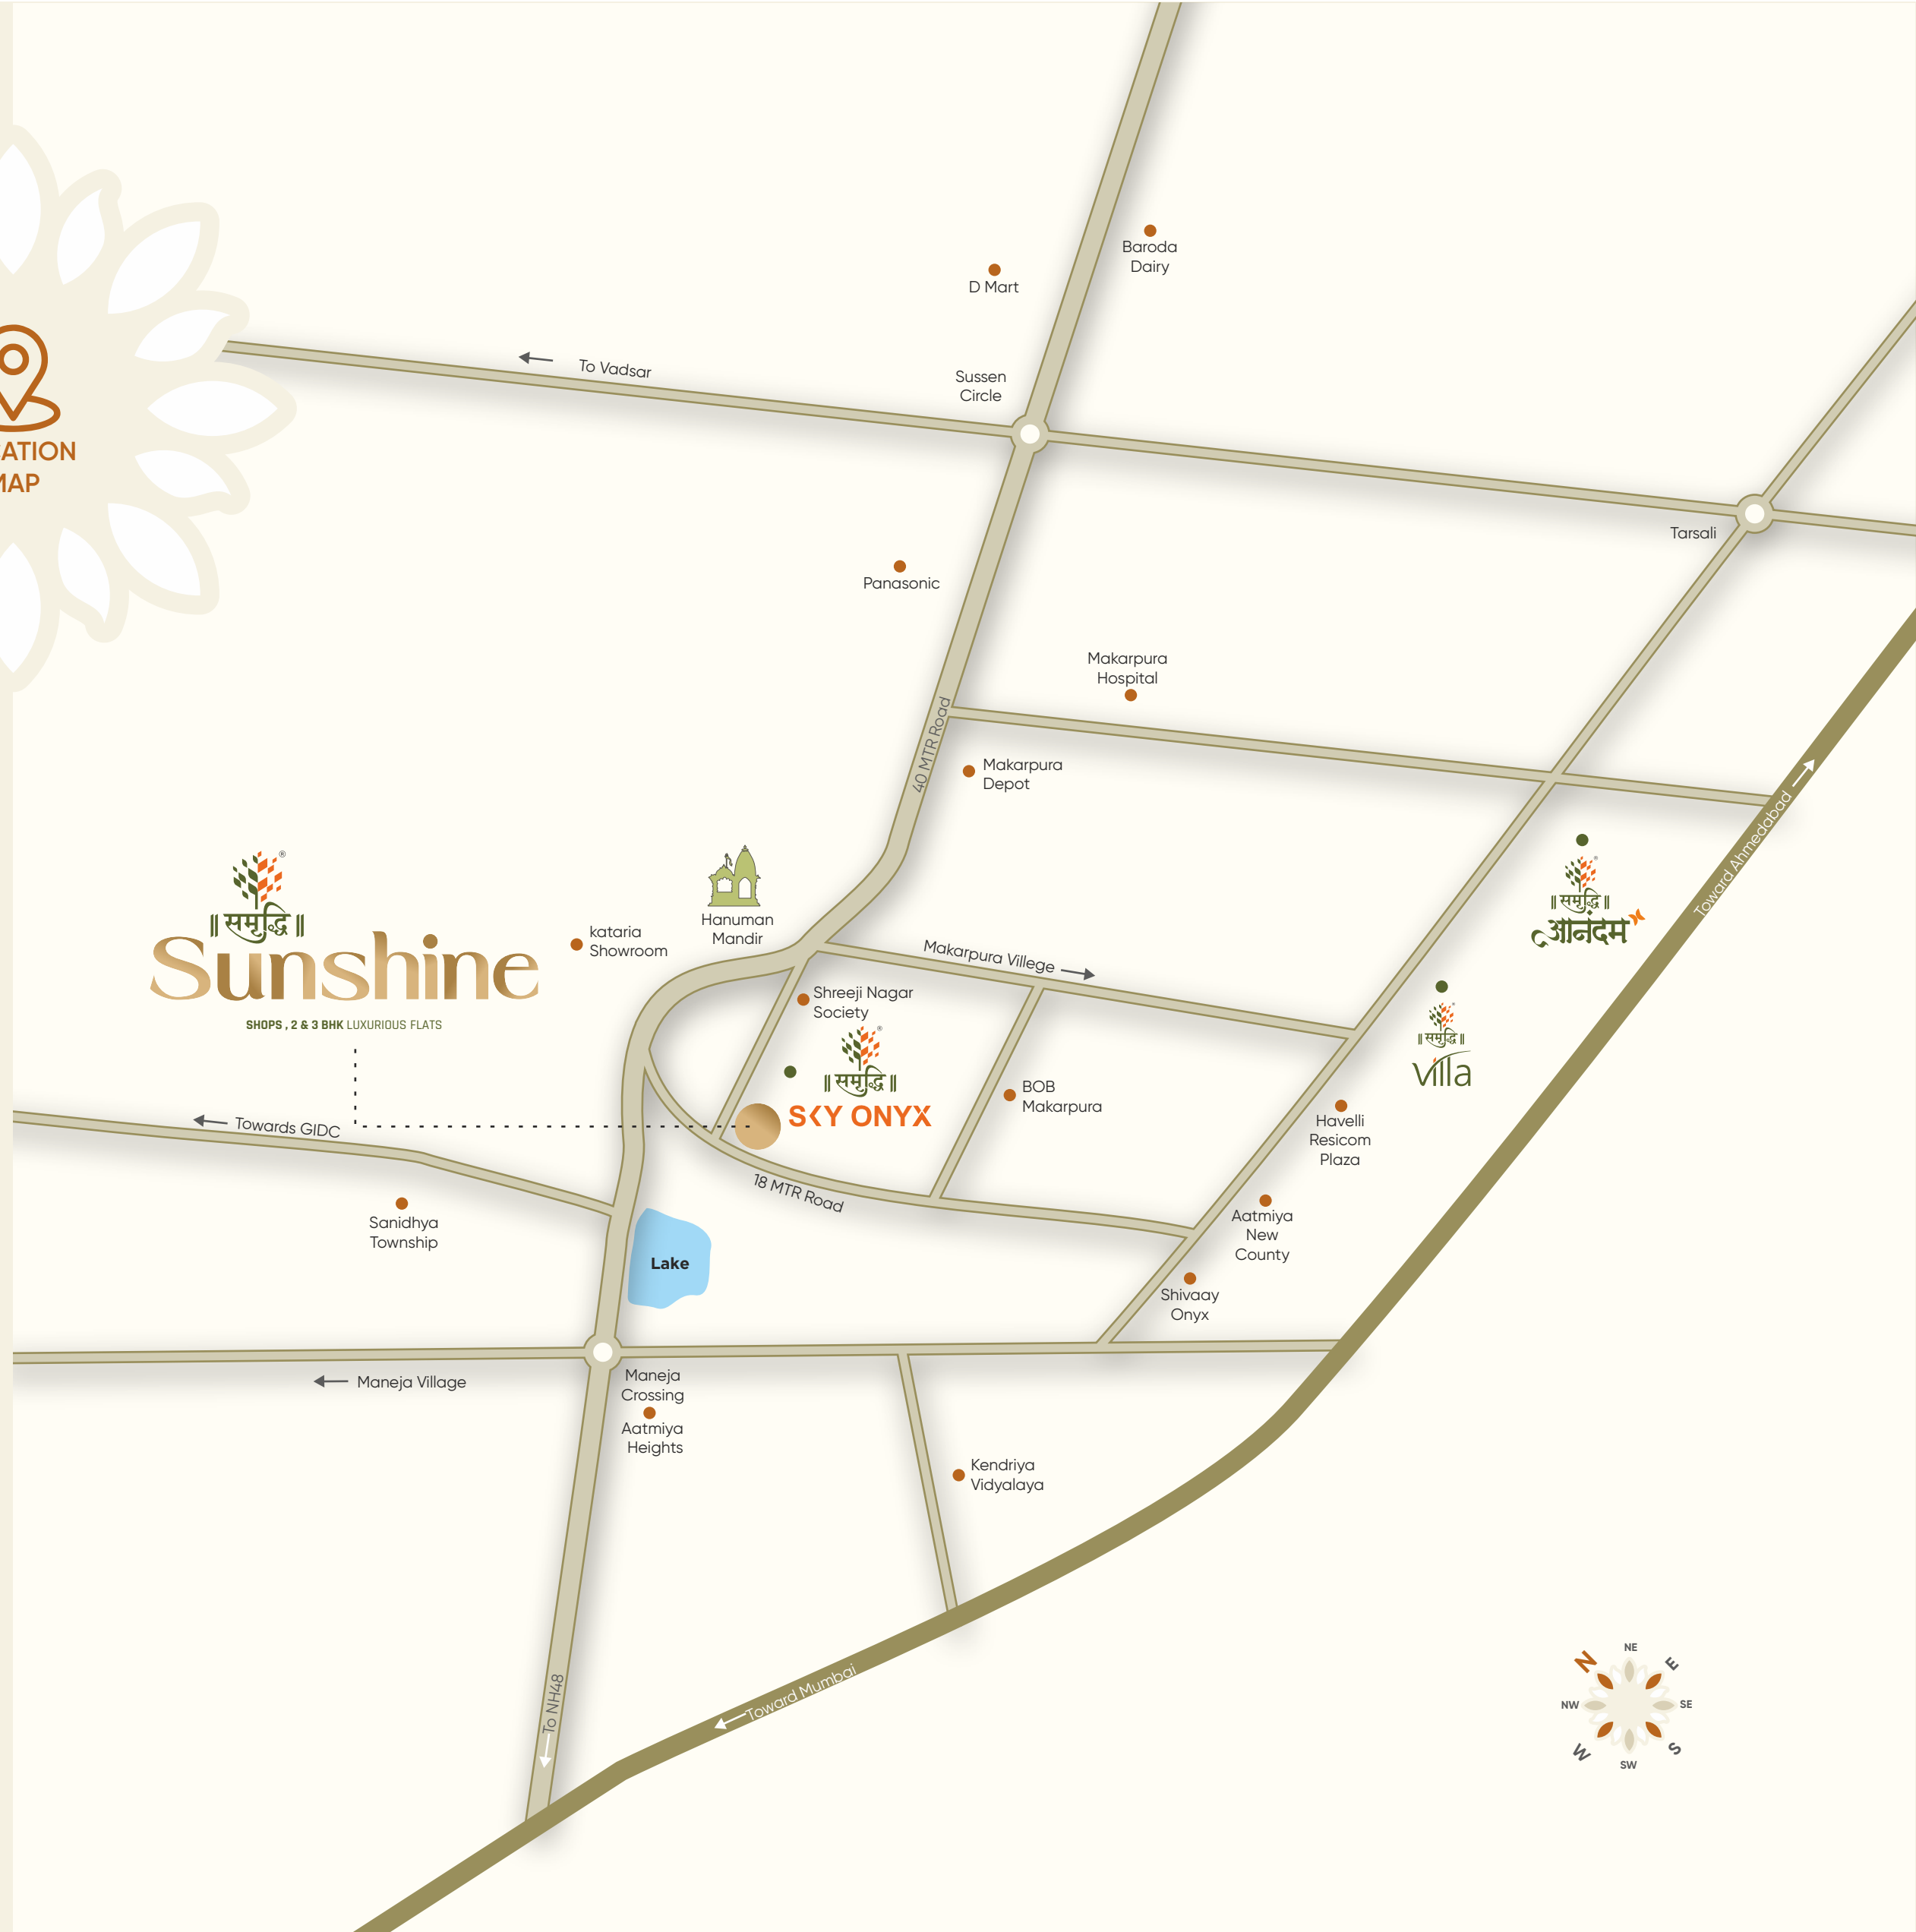 Baroda
Dairy
D Mart
To Vadsar
Sussen
Circle
ATION
MAP
Tarsali
Panasonic
Makarpura
Hospital
40 MTR Road
Makarpura
Depot
Toward Ahmedabad
॥ समृद्धि ॥
Sunshine
SHOPS , 2 & 3 BHK LUXURIOUS FLATS
®
kataria
Showroom
Hanuman
Mandir
Makarpura Villege
®
॥ समृद्धि ॥
आनंदम
Shreeji Nagar
Society
®
॥ समृद्धि ॥
SKY ONYX
॥ समृद्धि ॥
villa
BOB
Makarpura
Havelli
Resicom
Plaza
Towards GIDC
18 MTR Road
Sanidhya
Township
Aatmiya
New
County
Lake
Shivaay
Onyx
Maneja Village
Maneja
Crossing
Aatmiya
Heights
Kendriya
Vidyalaya
To NH48
Toward Mumbai
N
NE
E
NW
SE
W
SW
S